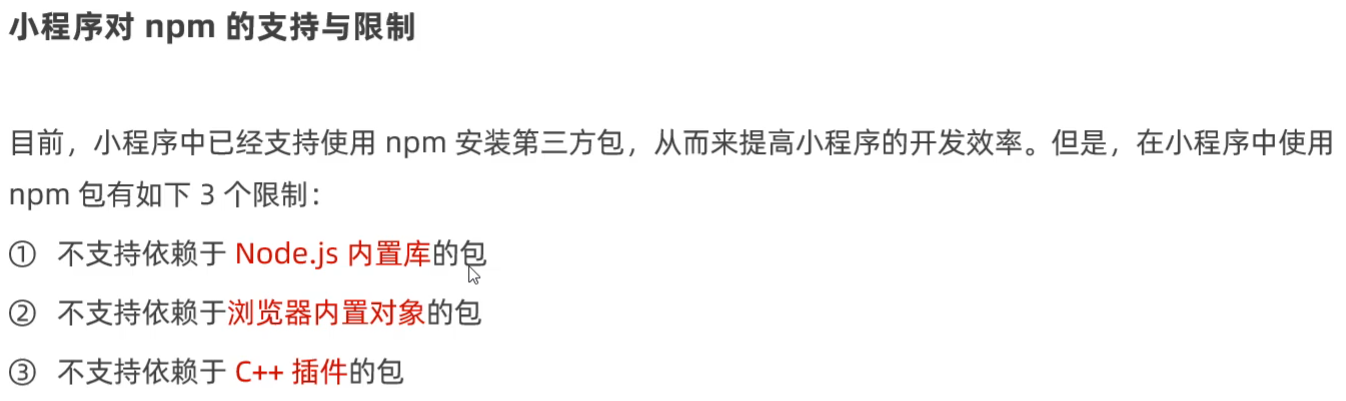 小程序对 npm 的支持与限制
目前，小程序中已经支持使用 npm 安装第三方包，从而来提高小程序的开发效率。但是，在小程序中使用
npm 包有如下 3 个限制：
① 不支持依赖于 Node.js 内置库的包
② 不支持依赖于浏览器内置对象的包
③ 不支持依赖于 C++ 插件的包